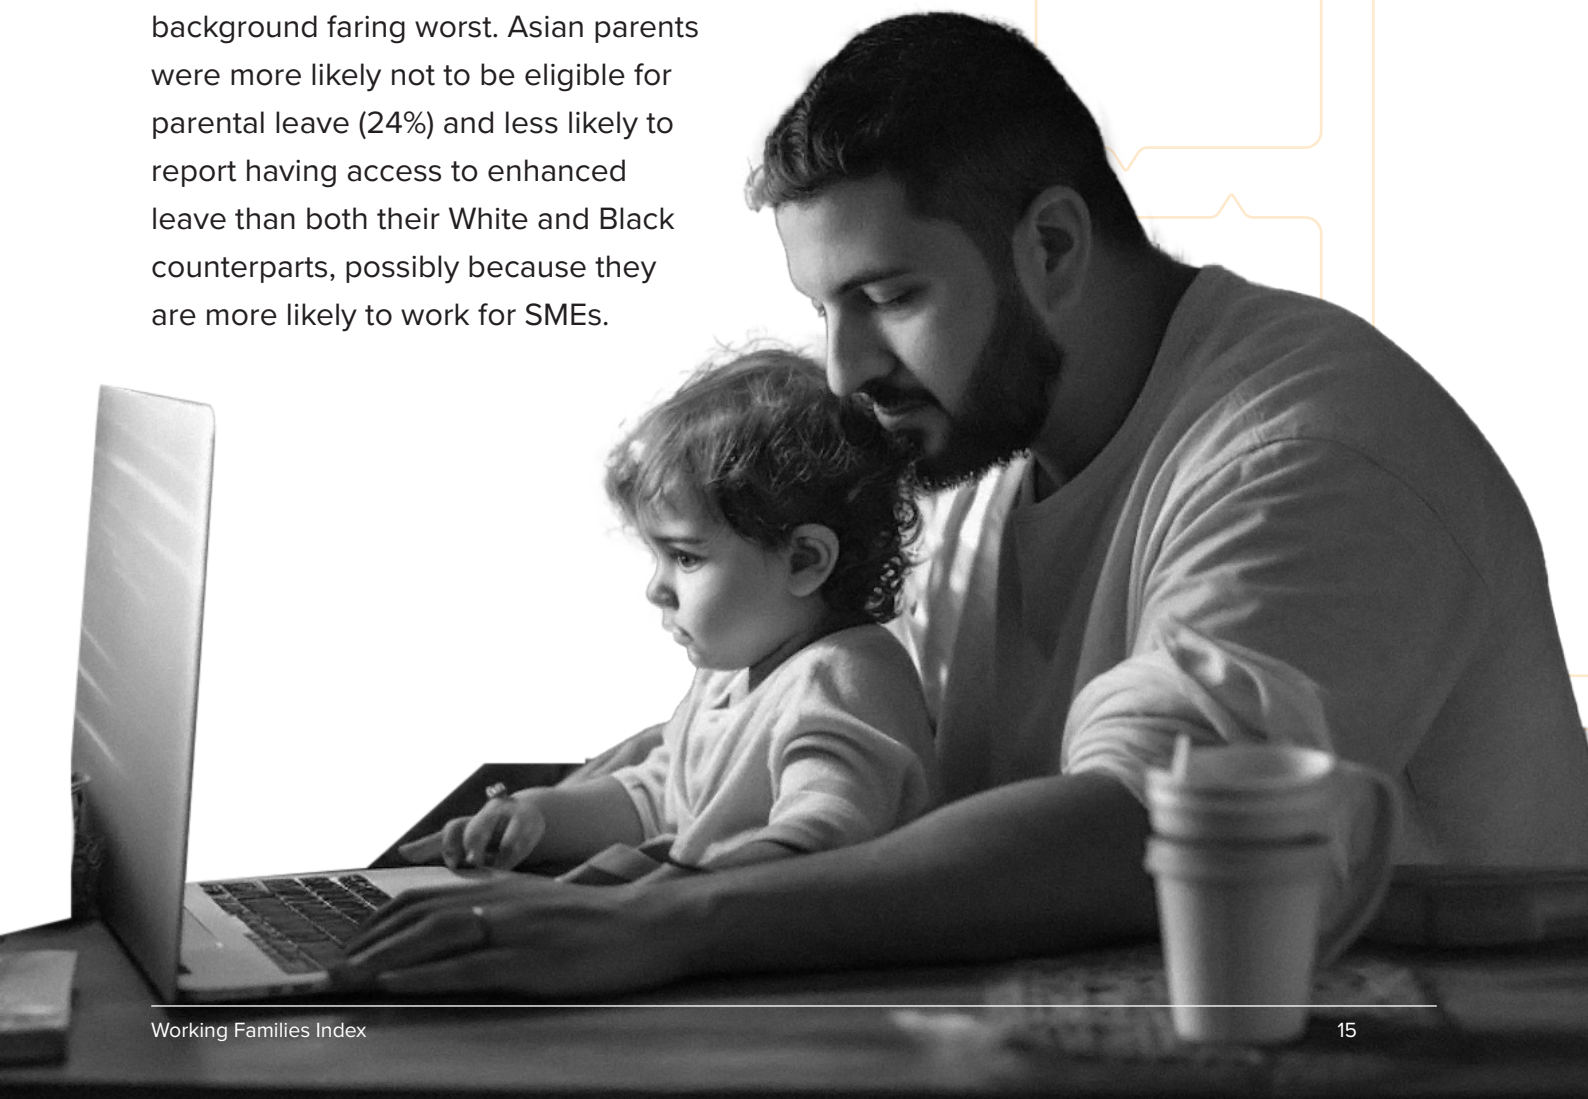 background faring worst. Asian parents
were more likely not to be eligible for
parental leave (24%) and less likely to
report having access to enhanced
leave than both their White and Black
counterparts, possibly because they
are more likely to work for SMEs.
Working Families Index
15